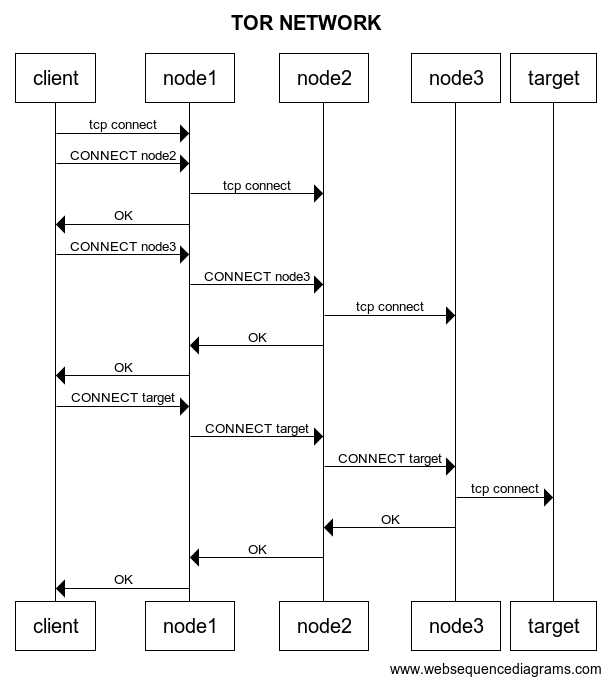 TOR NETWORK
client node1 node2 node3 target
tcp connect
CONNECT node2
tcp connect
OK
CONNECT node3
CONNECT node3
tcp connect
OK
OK
CONNECT target
CONNECT target
CONNECT target
tcp connect
OK
OK
OK
client node1 node2 node3 target
www.websequencediagrams.com